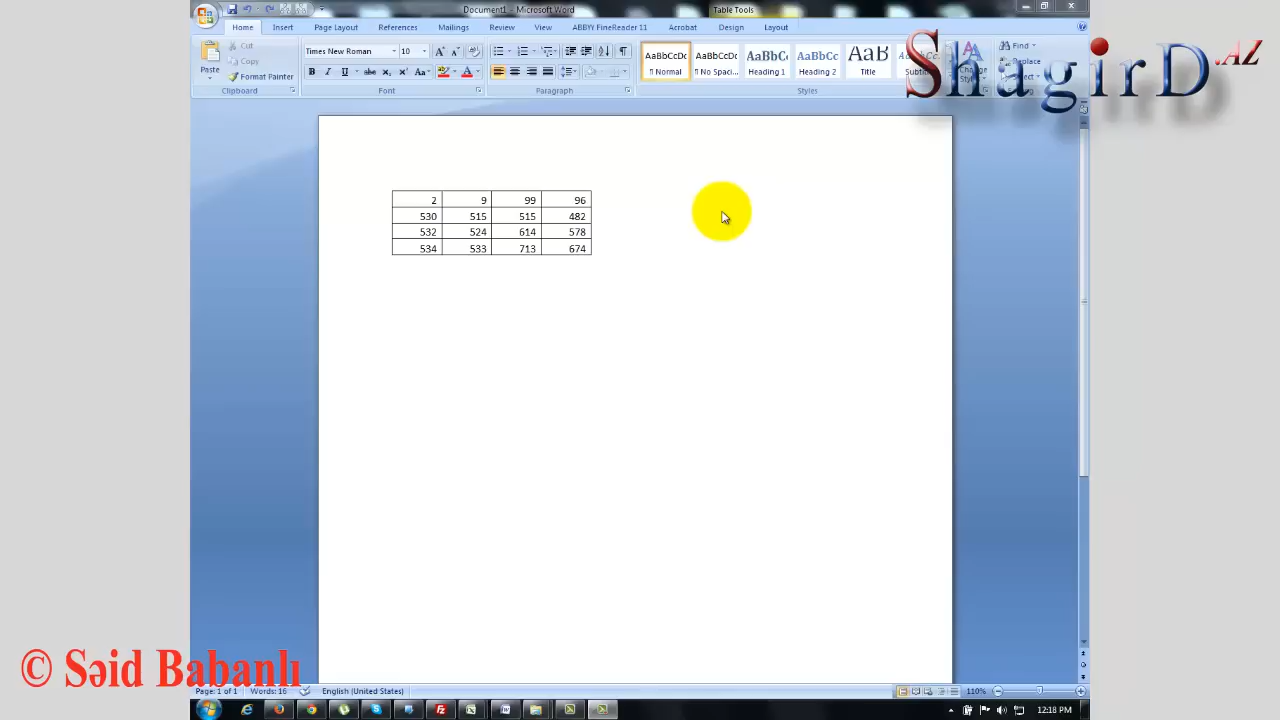 Document1 - Microsoft Word
Table Tools
Home Insert Page Layout References Mailings Review View ABBYY FineReader 11 Acrobat Design Layout
Paste
Cut
Copy
Format Painter
Clipboard
Times New Roman 10
B I U abc x₂ x² Aa
Font
Paragraph
AaBbCcDc AaBbCcDc AaBbC AaBbCc AaB
¶ Normal ¶ No Spaci... Heading 1 Heading 2 Title
Styles
Find
Replace
ShagirD.AZ
2 9 99 96
530 515 515 482
532 524 614 578
534 533 713 674
© Səid Babanlı
Page: 1 of 1 Words: 16 English (United States) 110%
12:18 PM